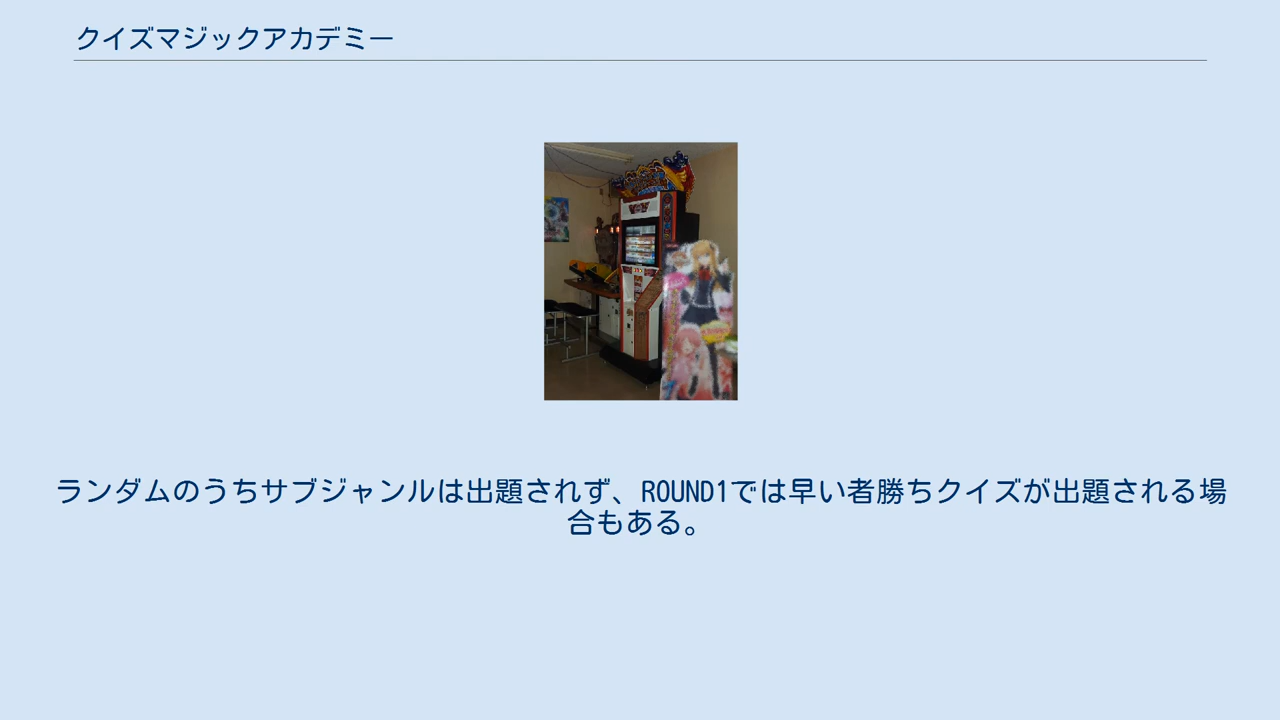 クイズマジックアカデミー
ランダムのうちサブジャンルは出題されず、ROUND1では早い者勝ちクイズが出題される場
合もある。